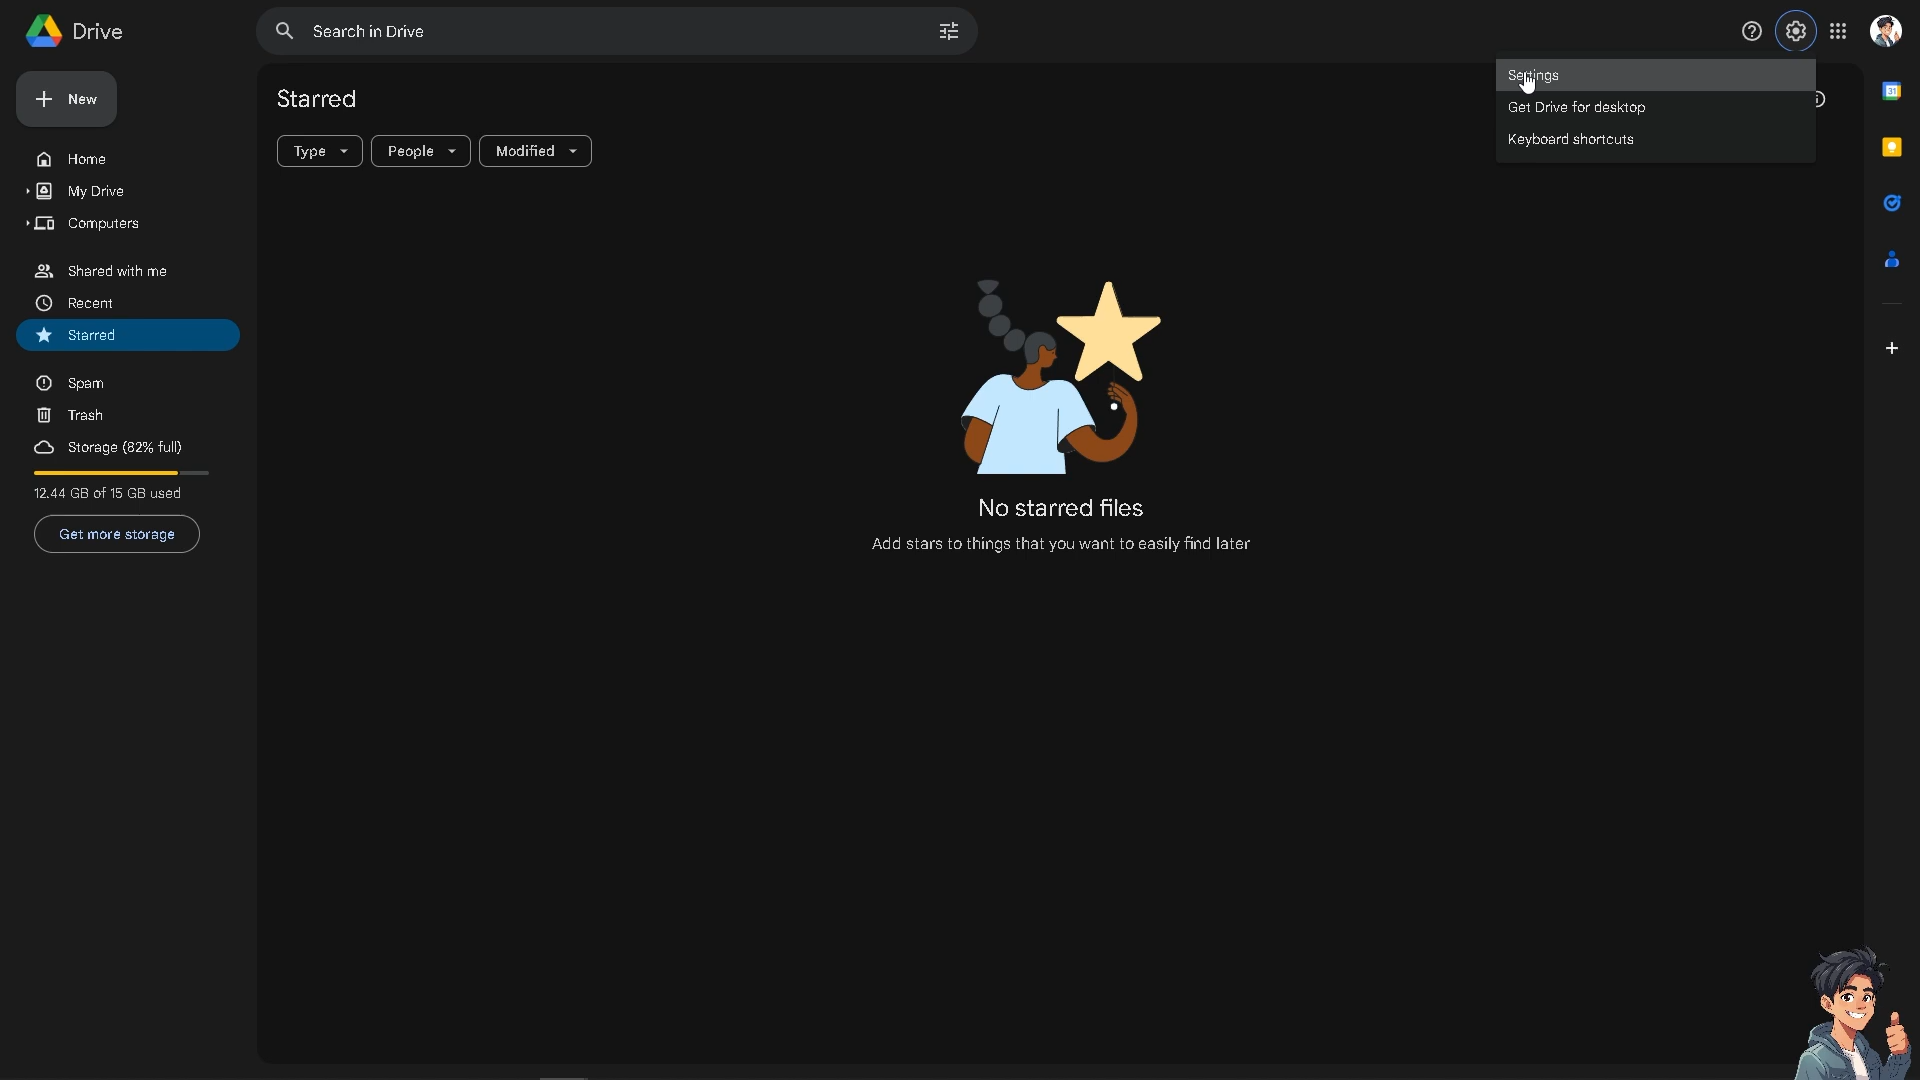 Drive
Search in Drive
Settings
Get Drive for desktop
Keyboard shortcuts
New
Home
My Drive
Computers
Shared with me
Recent
Starred
Spam
Trash
Storage (82% full)
12.44 GB of 15 GB used
Get more storage
Starred
Type
People
Modified
No starred files
Add stars to things that you want to easily find later
31